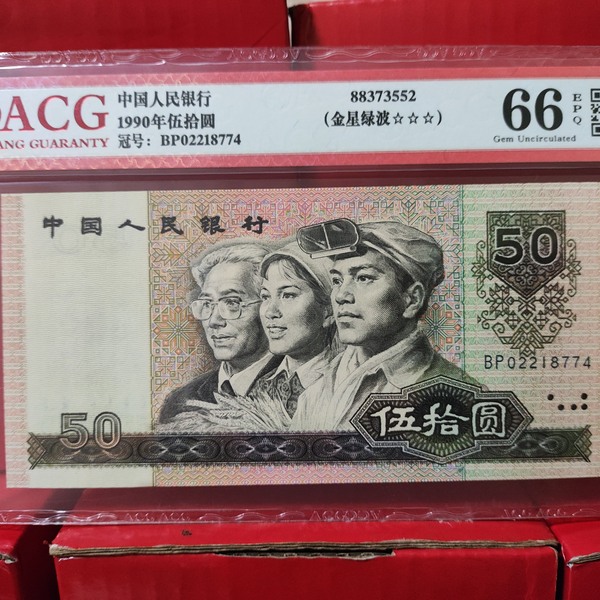 ACG
ANG GUARANTY
中国人民银行
1990年伍拾圆
冠号: BP02218774
88373552
(金星绿波☆☆☆)
66
EPQ
Gem Uncirculated
中国人民银行
50
BP02218774
50
伍拾圆